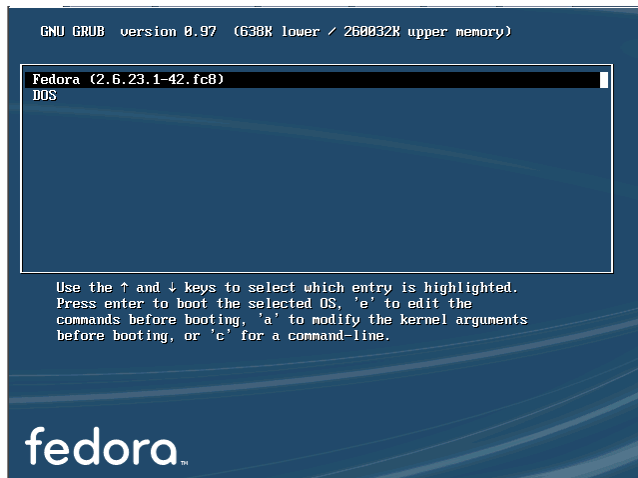 GNU GRUB  version 0.97  (638K lower / 260032K upper memory)
Fedora (2.6.23.1-42.fc8)
DOS
Use the ↑ and ↓ keys to select which entry is highlighted.
Press enter to boot the selected OS, 'e' to edit the
commands before booting, 'a' to modify the kernel arguments
before booting, or 'c' for a command-line.
fedora™